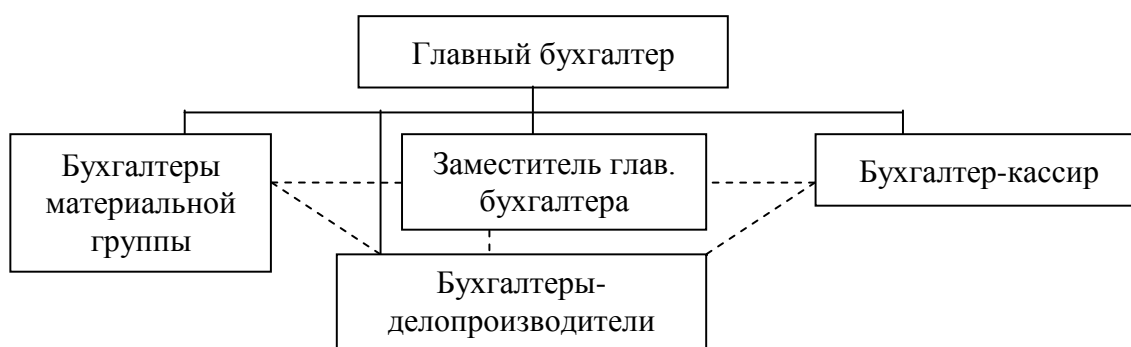 Главный бухгалтер
Бухгалтеры
материальной
группы
Заместитель глав.
бухгалтера
Бухгалтер-кассир
Бухгалтеры-
делопроизводители